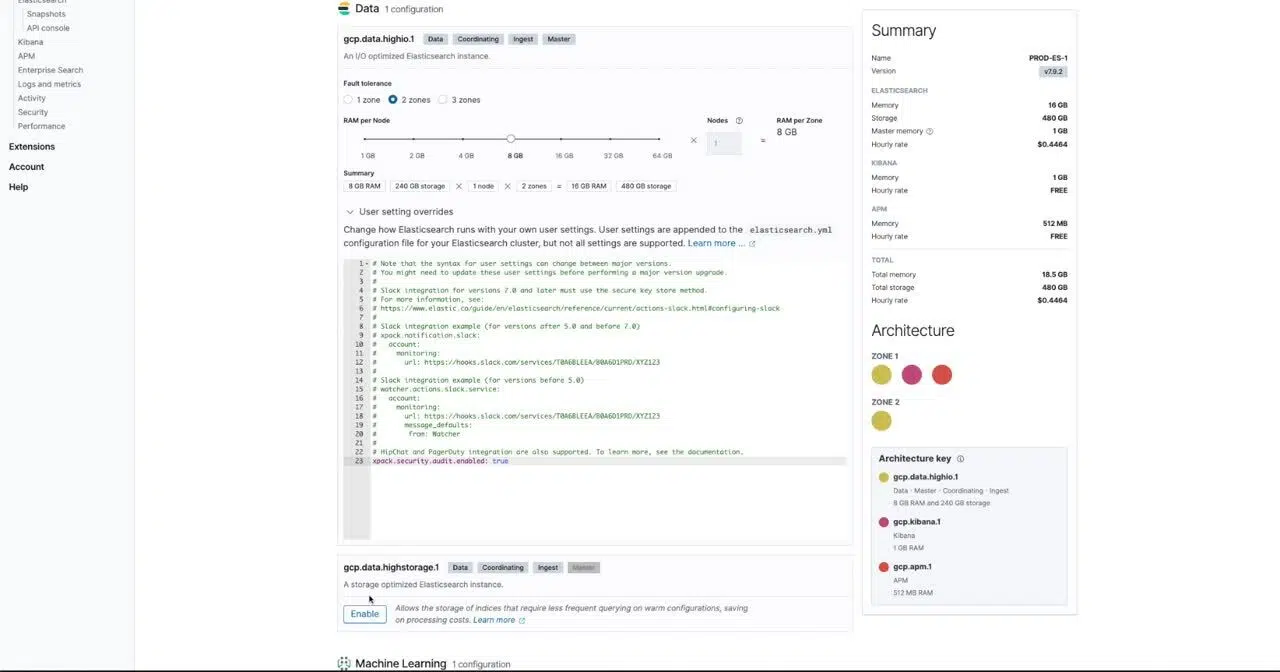 Elasticsearch
Snapshots
API console
Kibana
APM
Enterprise Search
Logs and metrics
Activity
Security
Performance
Extensions
Account
Help
Data 1 configuration
gcp.data.highio.1 Data Coordinating Ingest Master
An I/O optimized Elasticsearch instance.
Fault tolerance
1 zone 2 zones 3 zones
RAM per Node Nodes RAM per Zone
1 GB 2 GB 4 GB 8 GB 16 GB 32 GB 64 GB × 1 = 8 GB
Summary
8 GB RAM 240 GB storage × 1 node × 2 zones = 16 GB RAM 480 GB storage
User setting overrides
Change how Elasticsearch runs with your own user settings. User settings are appended to the elasticsearch.yml
configuration file for your Elasticsearch cluster, but not all settings are supported. Learn more ...
1 # Note that the syntax for user settings can change between major versions.
2 # You might need to update these user settings before performing a major version upgrade.
3 #
4 # Slack integration for versions 7.0 and later must use the secure key store method.
5 # For more information, see:
6 # https://www.elastic.co/guide/en/elasticsearch/reference/current/actions-slack.html#configuring-slack
7 #
8 # Slack integration example (for versions after 5.0 and before 7.0)
9 # xpack.notification.slack:
10 # account:
11 # monitoring:
12 # url: https://hooks.slack.com/services/T0A6BLEEA/B0A6D1PRD/XYZ123
13 #
14 # Slack integration example (for versions before 5.0)
15 # watcher.actions.slack.service:
16 # account:
17 # monitoring:
18 # url: https://hooks.slack.com/services/T0A6BLEEA/B0A6D1PRD/XYZ123
19 # message_defaults:
20 # from: Watcher
21 #
22 # HipChat and PagerDuty integration are also supported. To learn more, see the documentation.
23 xpack.security.audit.enabled: true
gcp.data.highstorage.1 Data Coordinating Ingest Master
A storage optimized Elasticsearch instance.
Enable
Allows the storage of indices that require less frequent querying on warm configurations, saving
on processing costs. Learn more
Machine Learning 1 configuration
Summary
Name PROD-ES-1
Version v7.9.2
ELASTICSEARCH
Memory 16 GB
Storage 480 GB
Master memory 1 GB
Hourly rate $0.4464
KIBANA
Memory 1 GB
Hourly rate FREE
APM
Memory 512 MB
Hourly rate FREE
TOTAL
Total memory 18.5 GB
Total storage 480 GB
Hourly rate $0.4464
Architecture
ZONE 1
ZONE 2
Architecture key
gcp.data.highio.1
Data · Master · Coordinating · Ingest
8 GB RAM and 240 GB storage
gcp.kibana.1
Kibana
1 GB RAM
gcp.apm.1
APM
512 MB RAM